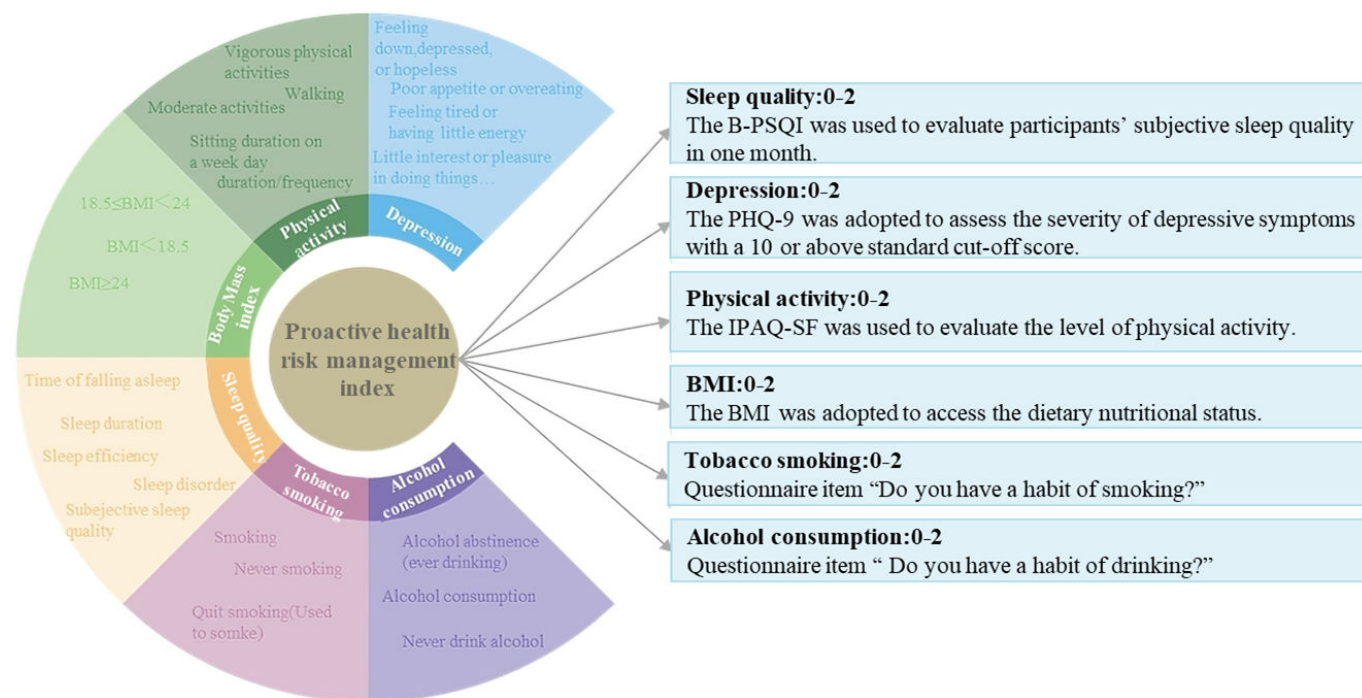 Feeling
down,depressed,
or hopeless
Poor appetite or overeating
Feeling tired or
having little energy
Little interest or pleasure
in doing things…
Depression
Vigorous physical
activities
Walking
Moderate activities
Sitting duration on
a week day
duration/frequency
Physical
activity
18.5≤BMI<24
BMI<18.5
BMI≥24
Body Mass
index
Proactive health
risk management
index
Time of falling asleep
Sleep duration
Sleep efficiency
Sleep disorder
Subejective sleep
quality
Sleep quality
Tobacco
smoking
Smoking
Never smoking
Quit smoking(Used
to somke)
Alcohol
consumption
Alcohol abstinence
(ever drinking)
Alcohol consumption
Never drink alcohol
Sleep quality:0-2
The B-PSQI was used to evaluate participants’ subjective sleep quality
in one month.
Depression:0-2
The PHQ-9 was adopted to assess the severity of depressive symptoms
with a 10 or above standard cut-off score.
Physical activity:0-2
The IPAQ-SF was used to evaluate the level of physical activity.
BMI:0-2
The BMI was adopted to access the dietary nutritional status.
Tobacco smoking:0-2
Questionnaire item “Do you have a habit of smoking?”
Alcohol consumption:0-2
Questionnaire item “ Do you have a habit of drinking?”